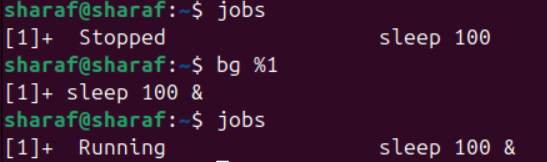 sharaf@sharaf:~$ jobs
[1]+  Stopped                 sleep 100
sharaf@sharaf:~$ bg %1
[1]+ sleep 100 &
sharaf@sharaf:~$ jobs
[1]+  Running                 sleep 100 &